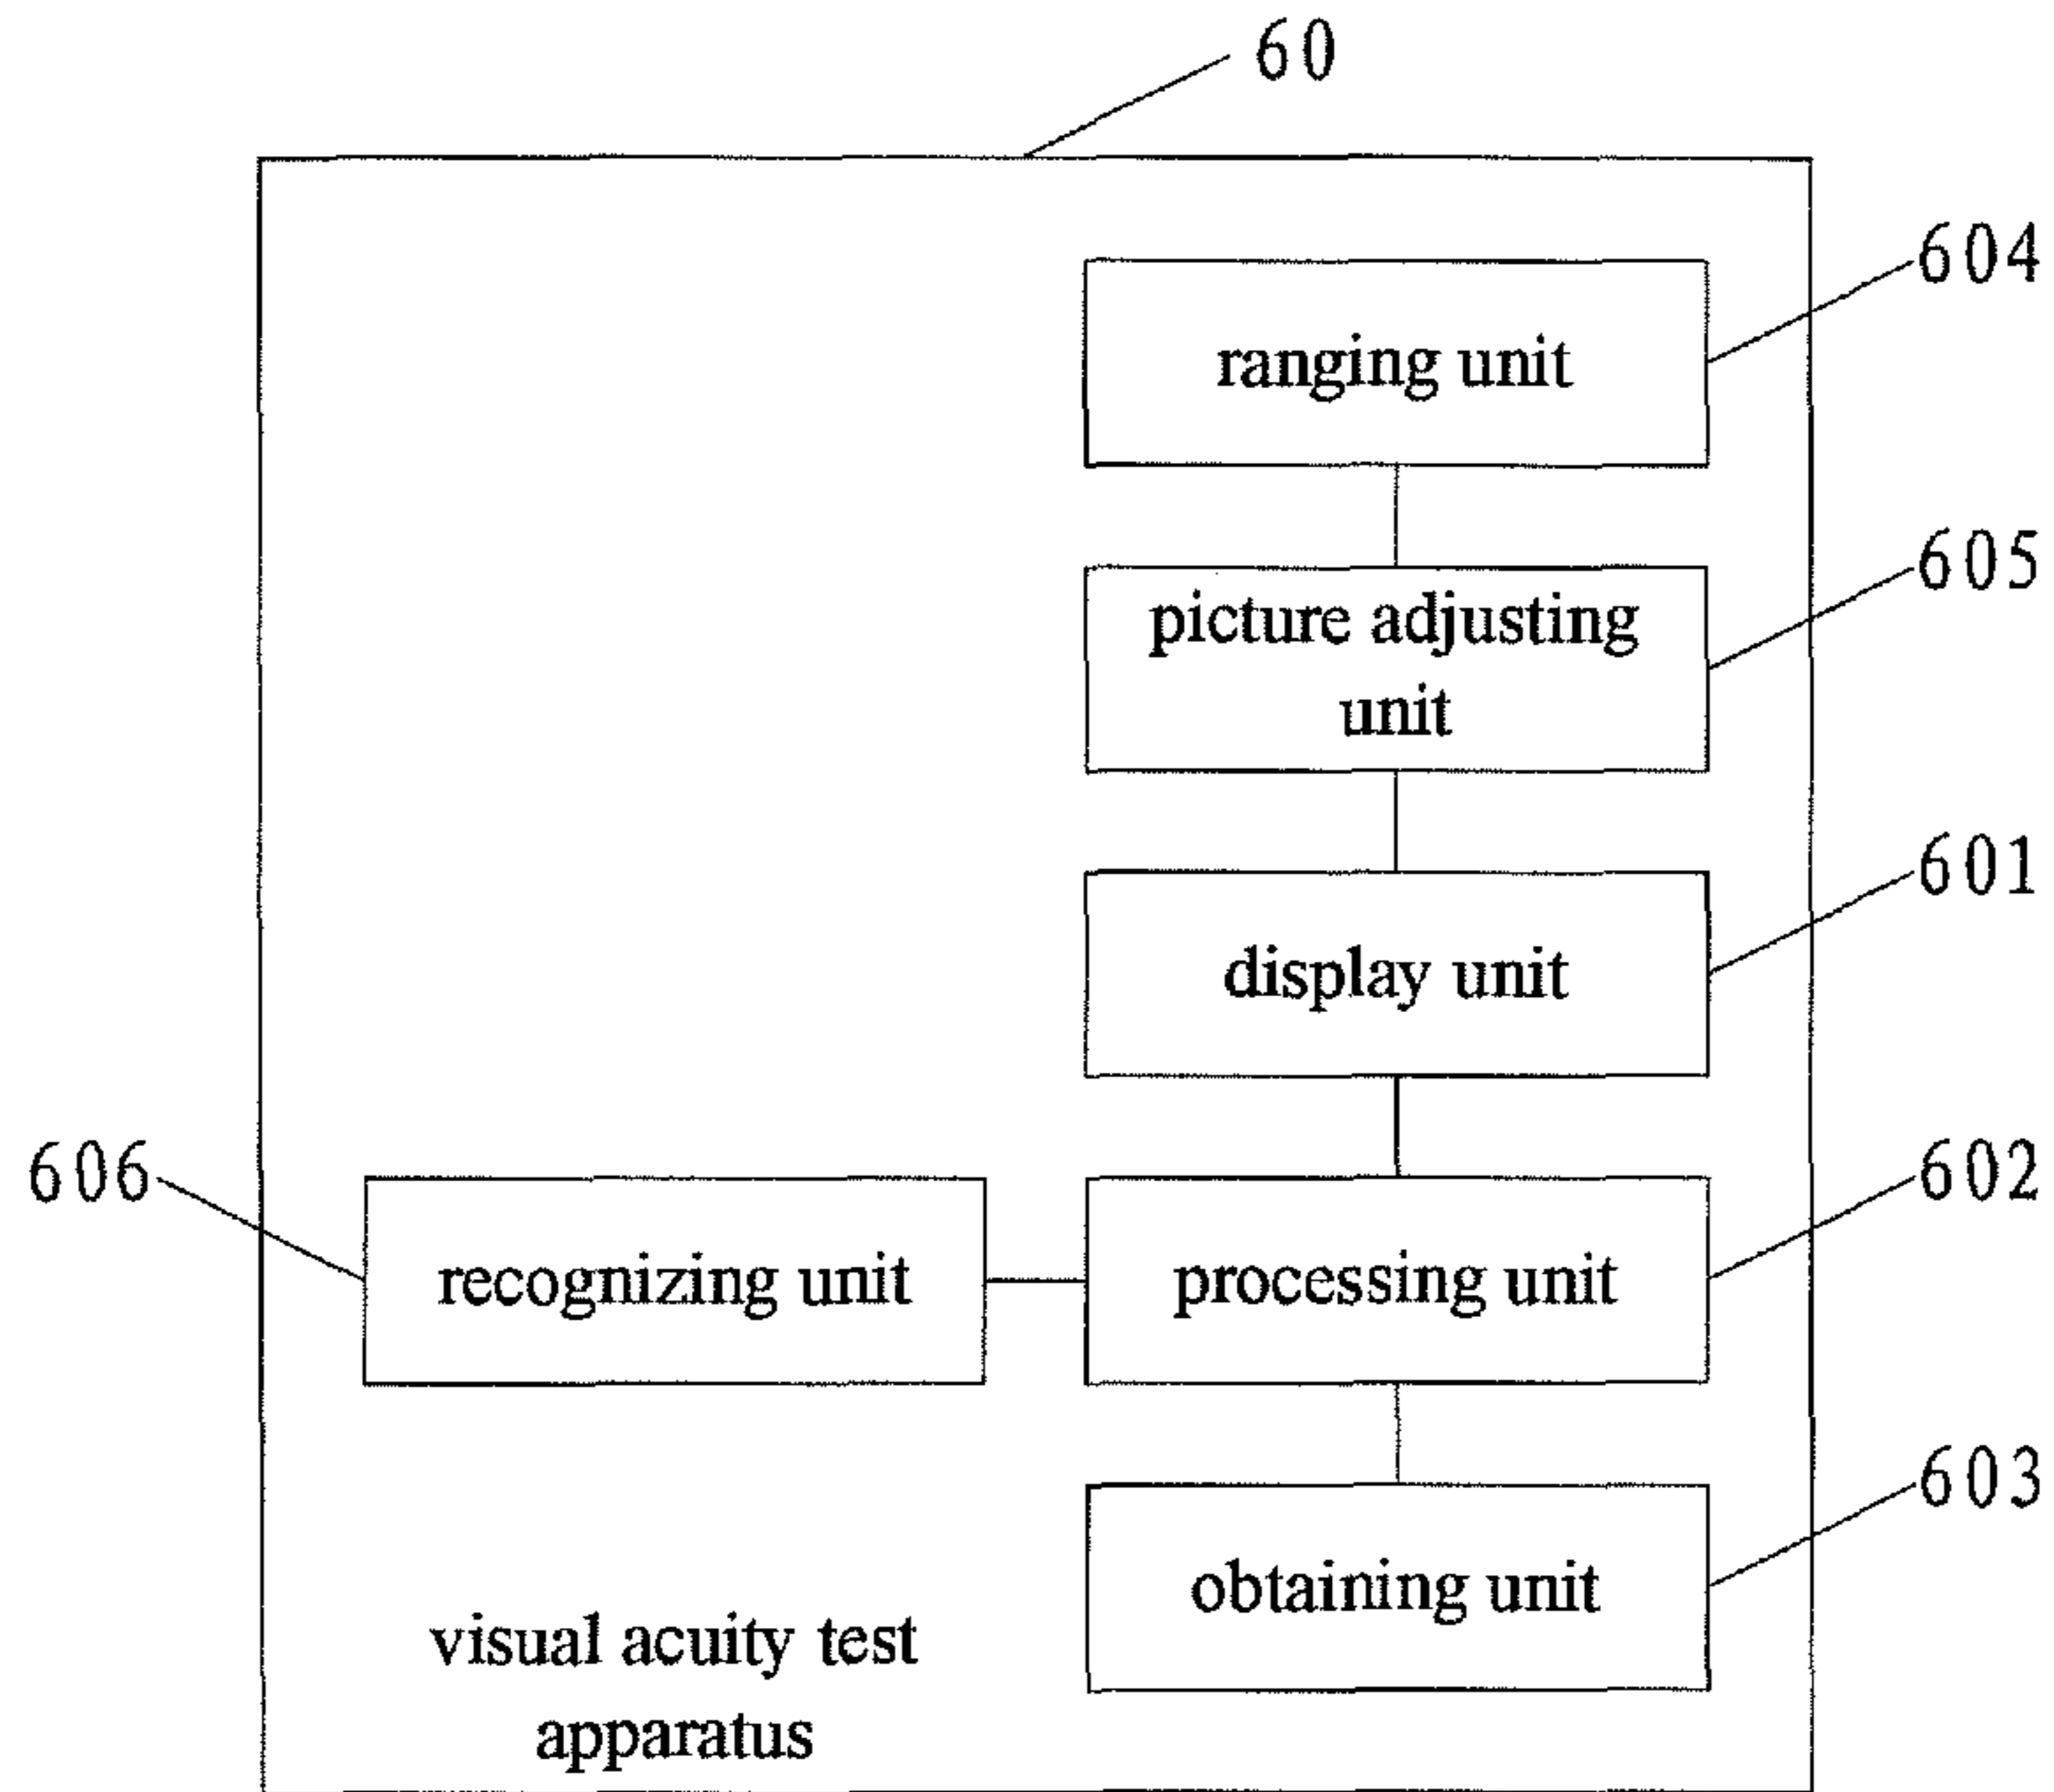 60
604
ranging unit
605
picture adjusting
unit
601
display unit
606
602
recognizing unit
processing unit
603
obtaining unit
visual acuity test
apparatus